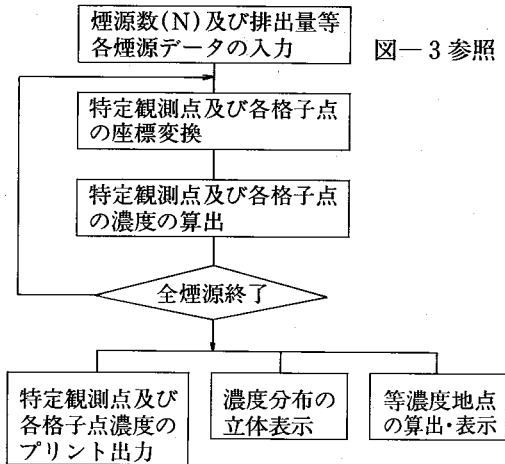 煙源数(N)及び排出量等
各煙源データの入力
図―3参照
特定観測点及び各格子点
の座標変換
特定観測点及び各格子点
の濃度の算出
全煙源終了
特定観測点及び
各格子点濃度の
プリント出力
濃度分布の
立体表示
等濃度地点
の算出・表示